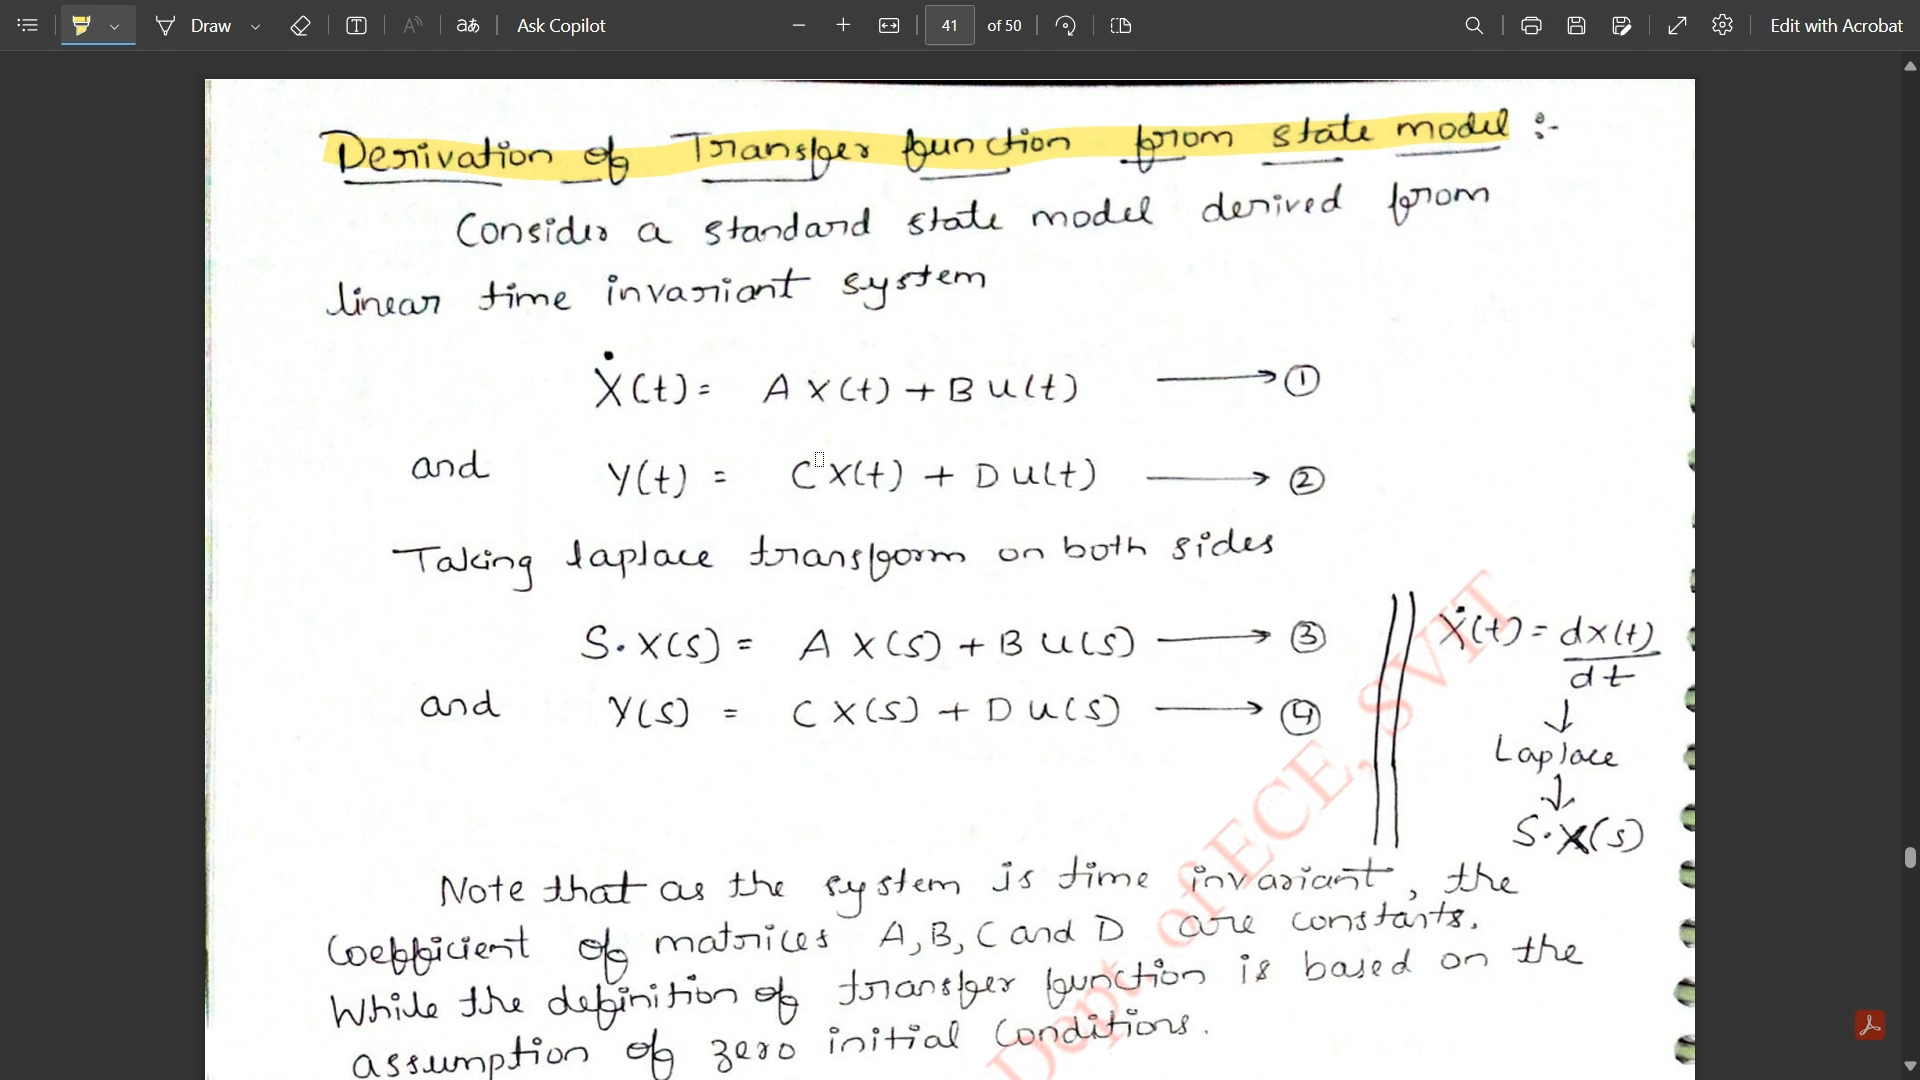 Draw
Ask Copilot
41 of 50
Edit with Acrobat
Derivation of Transfer function from state model :-
Consider a standard state model derived from
linear time invariant system
Ẋ(t) = A X(t) + B U(t) ⟶ ①
and Y(t) = C X(t) + D U(t) ⟶ ②
Taking laplace transform on both sides
S·X(s) = A X(s) + B U(s) ⟶ ③
and Y(s) = C X(s) + D U(s) ⟶ ④
Ẋ(t) = dx(t)
dt
↓
Laplace
↓
S·X(s)
Note that as the system is time invariant, the
Coefficient of matrices A, B, C and D are constants.
While the definition of transfer function is based on the
assumption of zero initial Conditions.
Dept. of ECE, SVIT